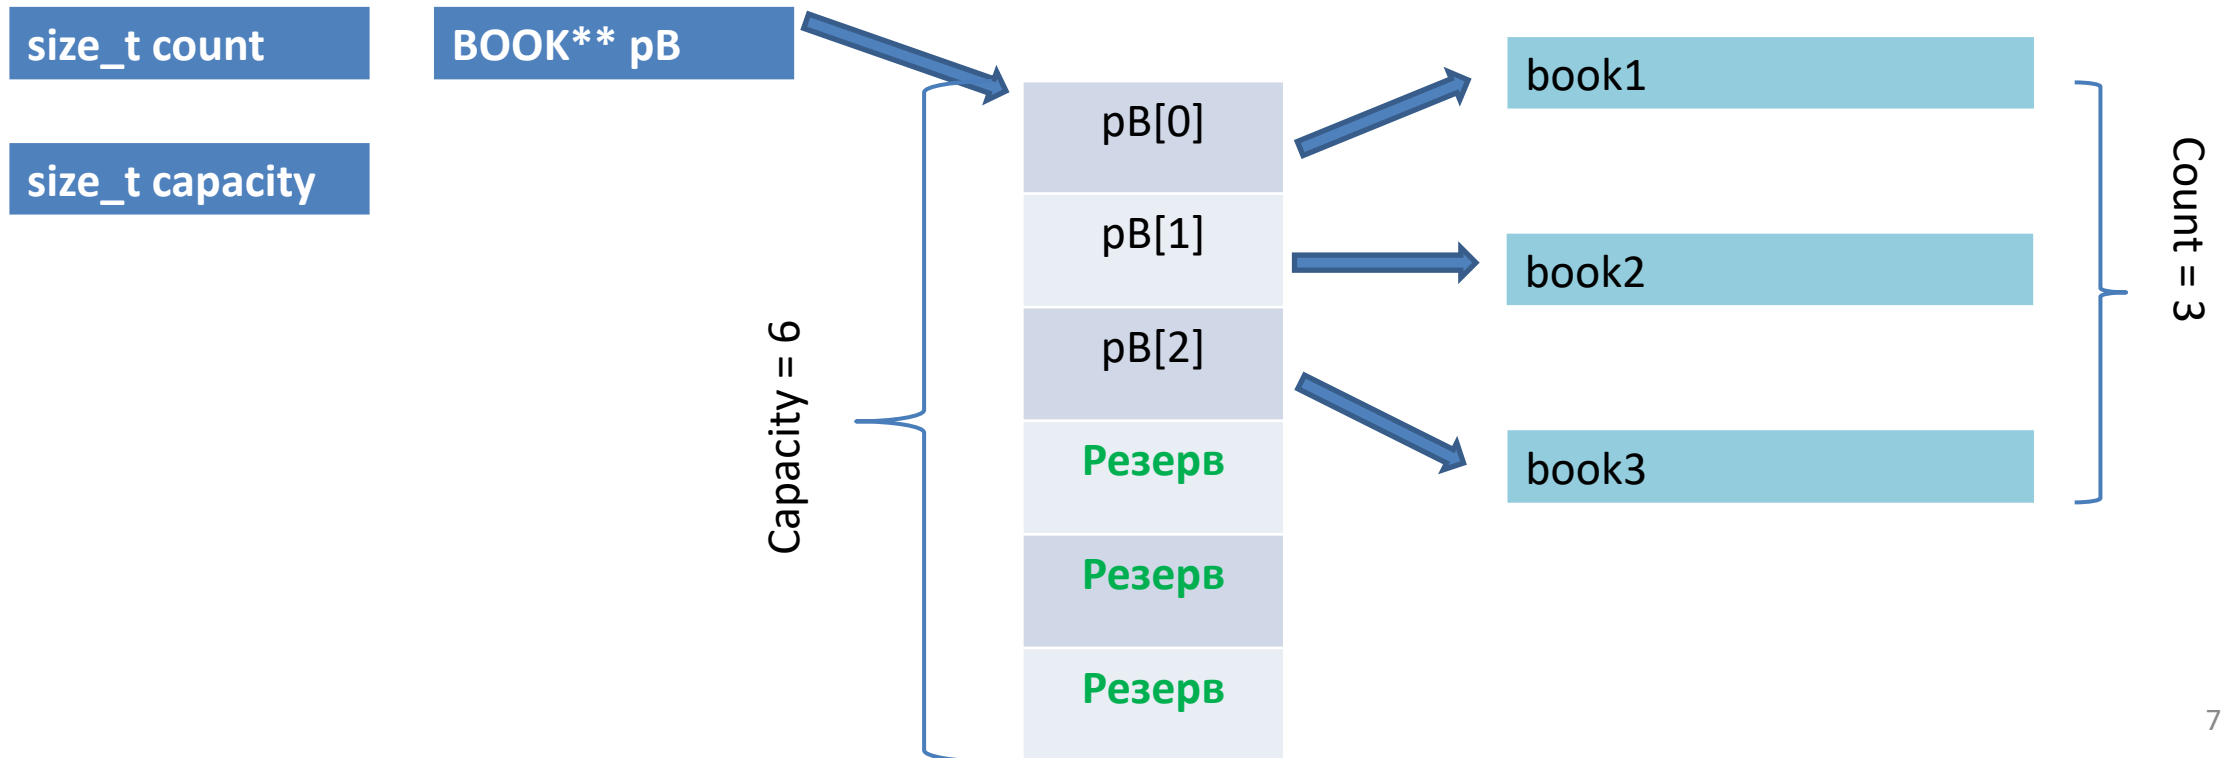 size_t count
BOOK** pB
size_t capacity
Capacity = 6
pB[0]
pB[1]
pB[2]
Резерв
Резерв
Резерв
book1
book2
book3
Count = 3
7